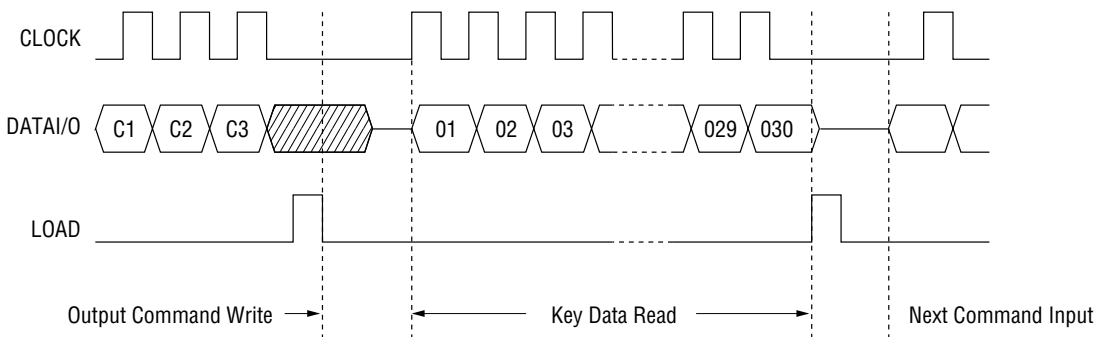 CLOCK
DATAI/O C1 C2 C3 01 02 03 029 030
LOAD
Output Command Write Key Data Read Next Command Input